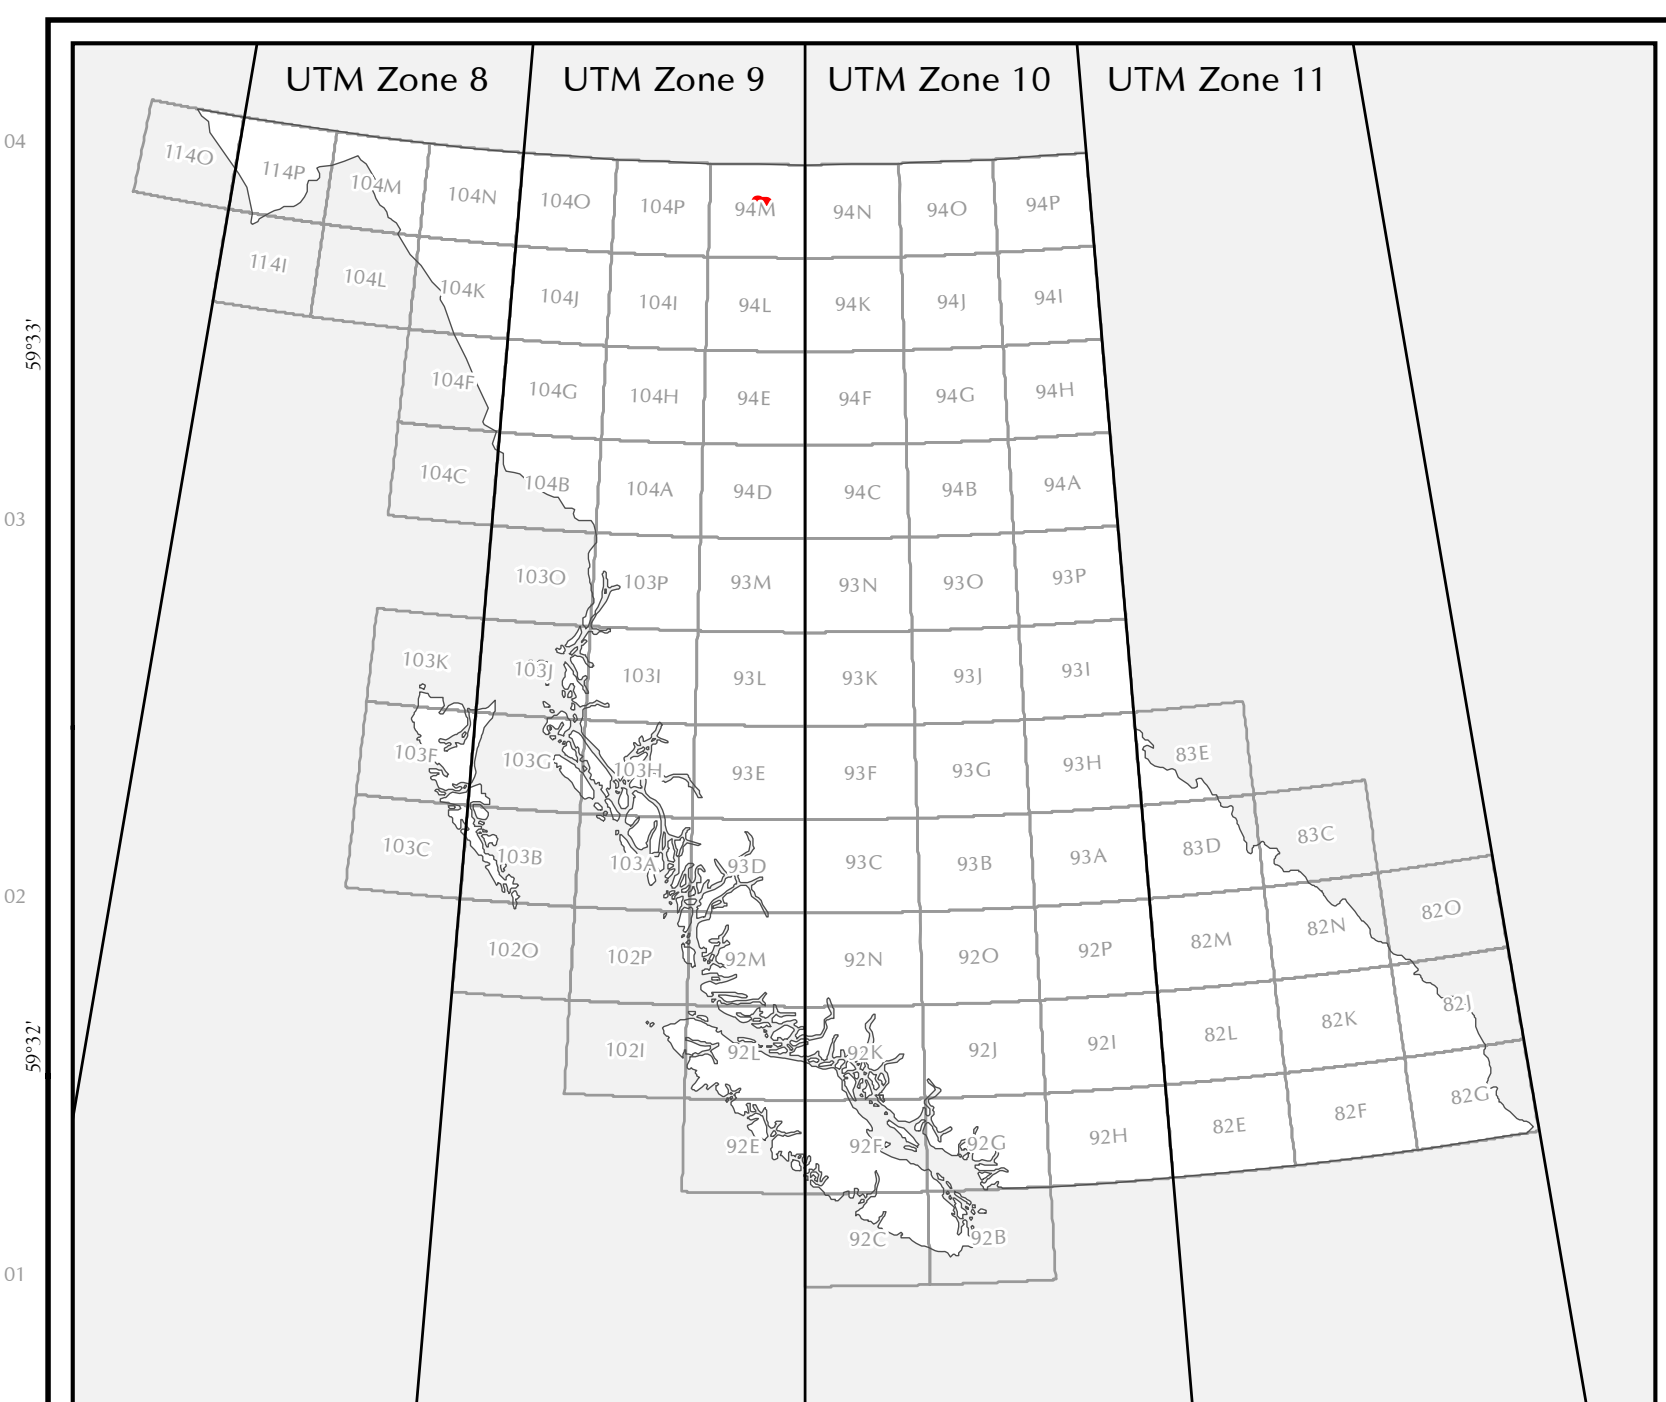 UTM Zone 8 UTM Zone 9 UTM Zone 10 UTM Zone 11
04
114O 114P 104M 104N 104O 104P 94M 94N 94O 94P
114I 104L 104K 104J 104I 94L 94K 94J 94I
59°33'
104F 104G 104H 94E 94F 94G 94H
104C 104B 104A 94D 94C 94B 94A
03
103O 103P 93M 93N 93O 93P
103K 103J 103I 93L 93K 93J 93I
103F 103G 103H 93E 93F 93G 93H 83E
103C 103B 103A 93D 93C 93B 93A 83D 83C
02
102O 102P 92M 92N 92O 92P 82M 82N 82O
59°32'
102I 92L 92K 92J 92I 82L 82K 82J
92E 92F 92G 92H 82E 82F 82G
92C 92B
01